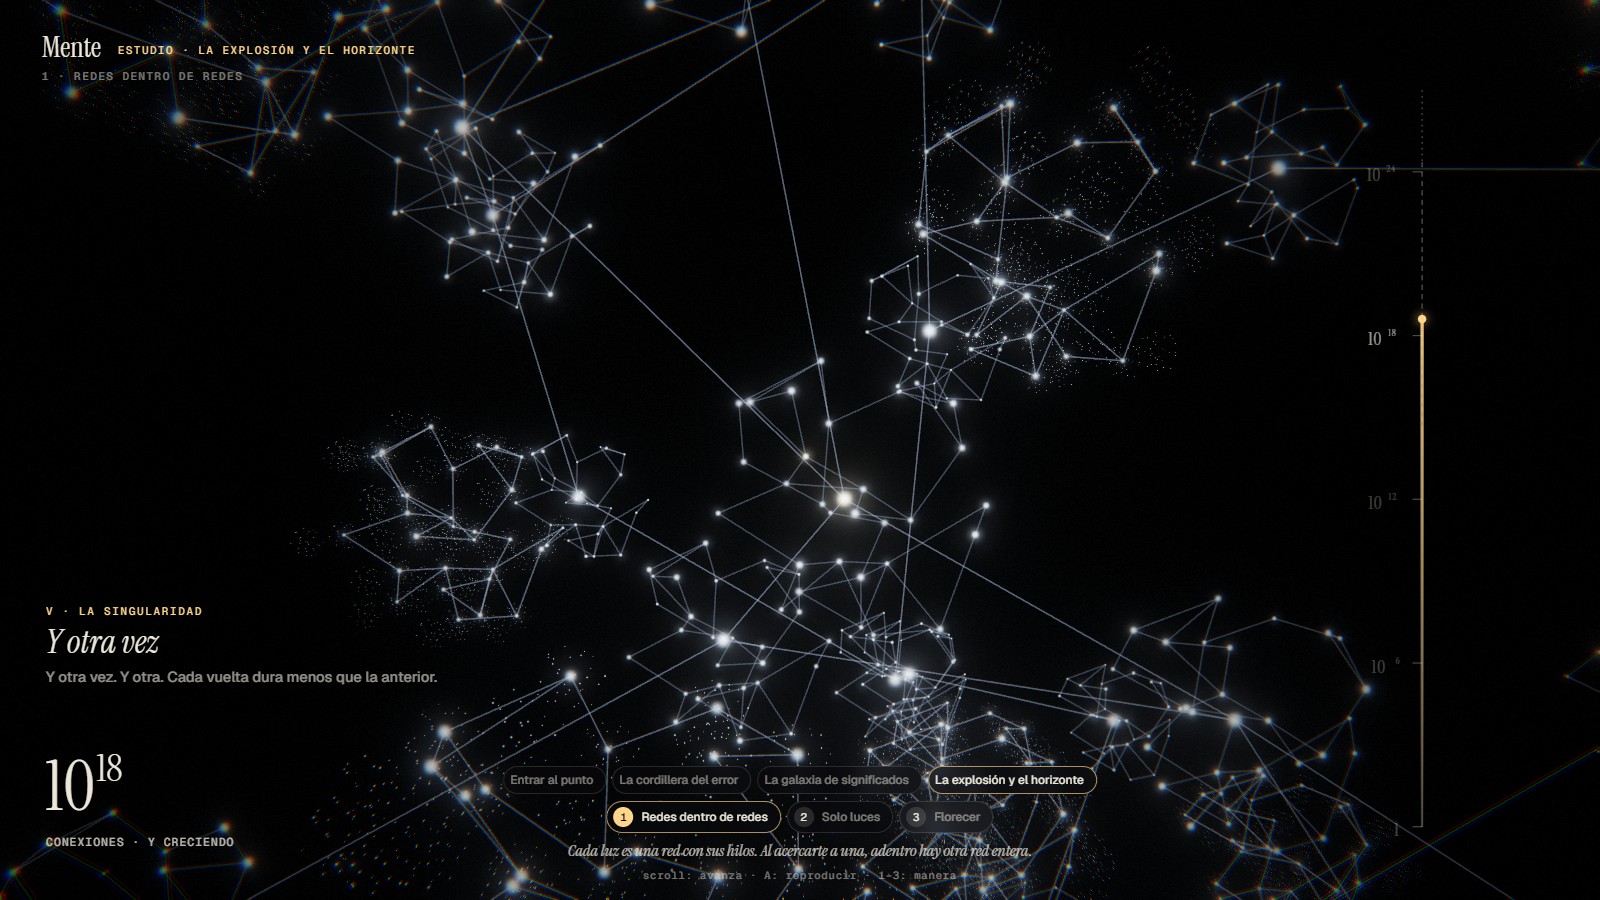 Mente ESTUDIO · LA EXPLOSIÓN Y EL HORIZONTE
1 · REDES DENTRO DE REDES
10 24
10 18
10 12
10 6
1
V · LA SINGULARIDAD
Y otra vez
Y otra vez. Y otra. Cada vuelta dura menos que la anterior.
10 18
CONEXIONES · Y CRECIENDO
Entrar al punto La cordillera del error La galaxia de significados La explosión y el horizonte
1 Redes dentro de redes 2 Solo luces 3 Florecer
Cada luz es una red con sus hilos. Al acercarte a una, adentro hay otra red entera.
scroll: avanza · A: reproducir · 1-3: manera